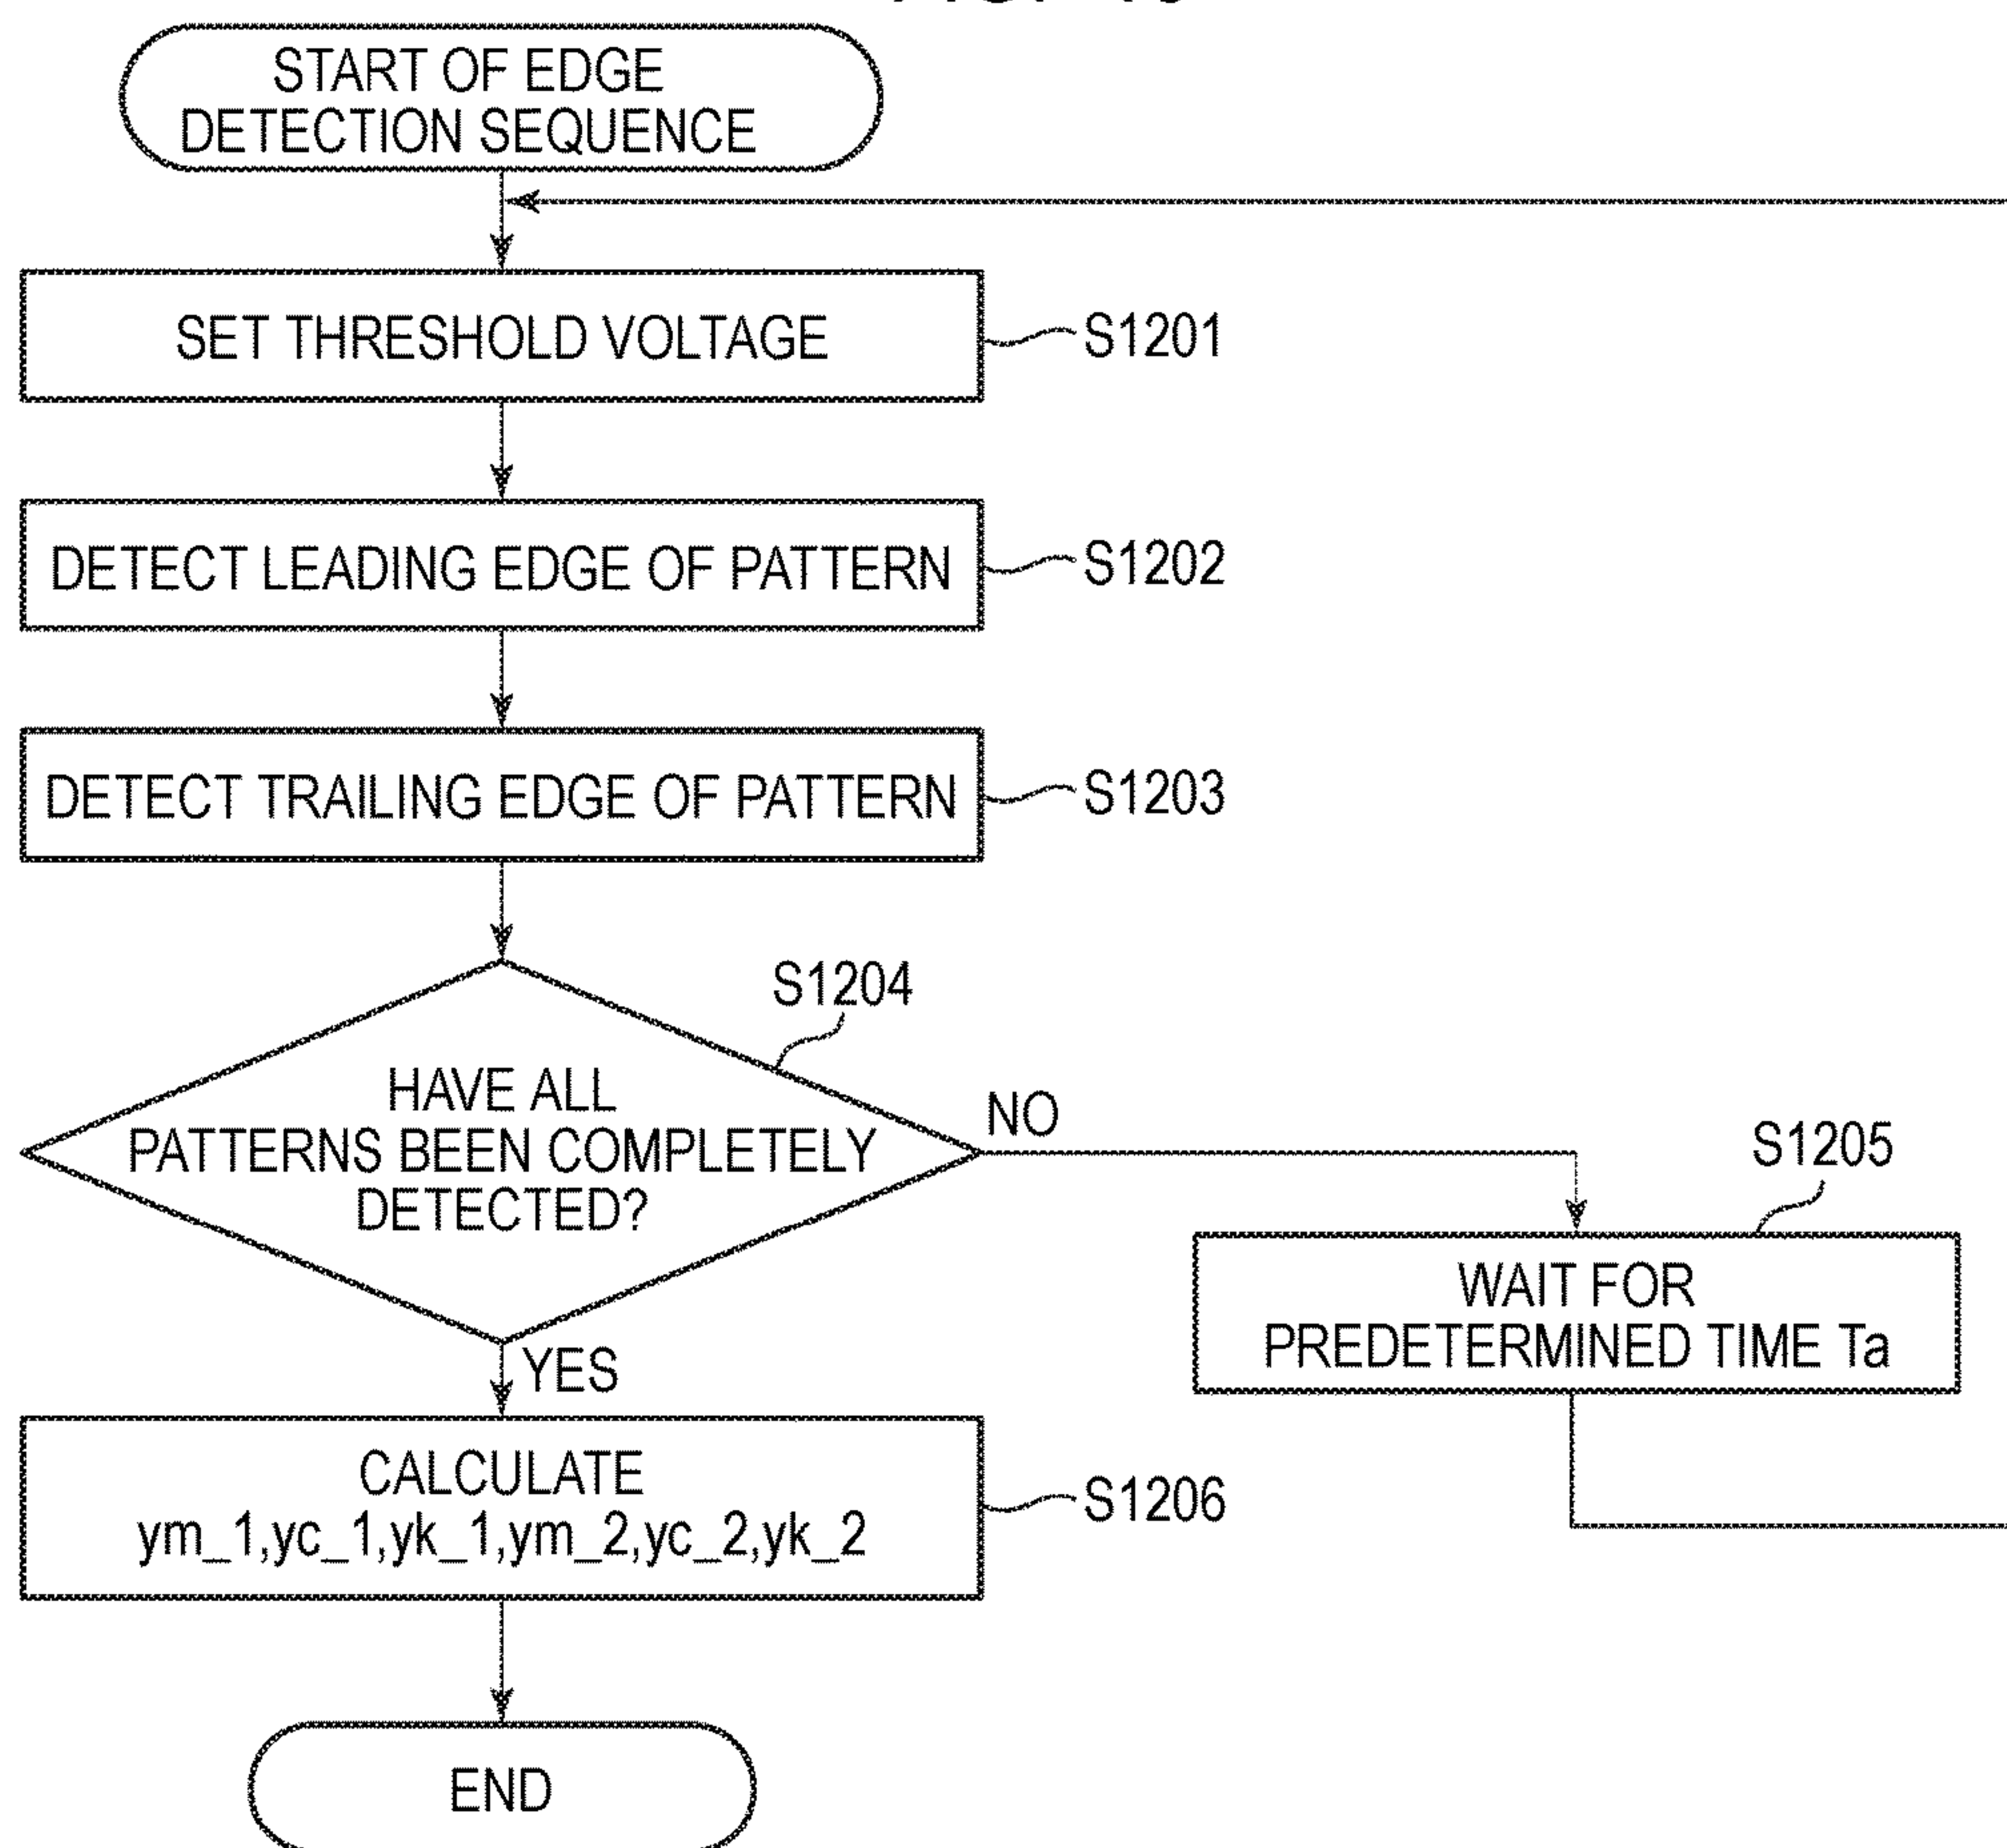 START OF EDGE
DETECTION SEQUENCE
SET THRESHOLD VOLTAGE
S1201
DETECT LEADING EDGE OF PATTERN
S1202
DETECT TRAILING EDGE OF PATTERN
S1203
S1204
HAVE ALL
PATTERNS BEEN COMPLETELY
DETECTED?
NO
S1205
WAIT FOR
PREDETERMINED TIME Ta
YES
CALCULATE
ym_1,yc_1,yk_1,ym_2,yc_2,yk_2
S1206
END